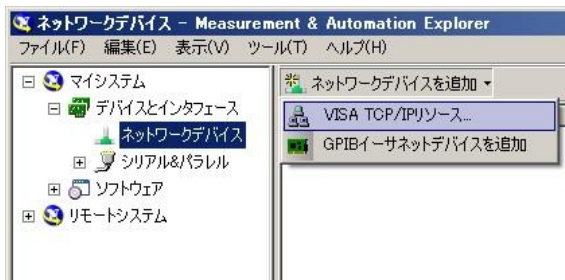 ネットワークデバイス - Measurement & Automation Explorer
ファイル(F) 編集(E) 表示(V) ツール(T) ヘルプ(H)
マイシステム
デバイスとインタフェース
ネットワークデバイス
シリアル&パラレル
ソフトウェア
リモートシステム
ネットワークデバイスを追加
VISA TCP/IPリソース...
GPIBイーサネットデバイスを追加